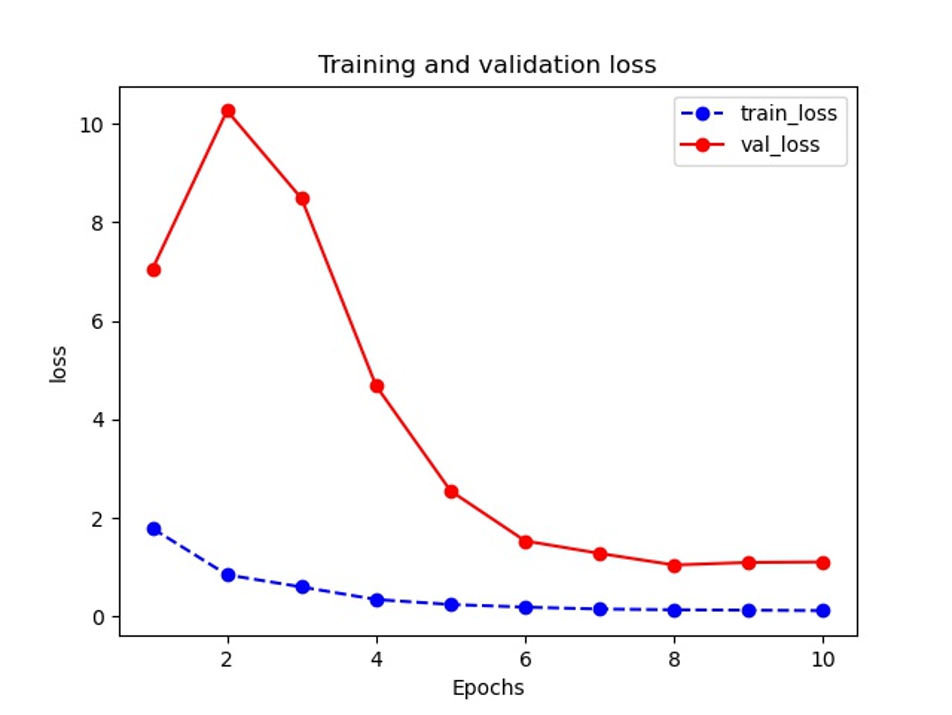 Training and validation loss
train_loss
val_loss
10
8
6
4
2
0
loss
2 4 6 8 10
Epochs